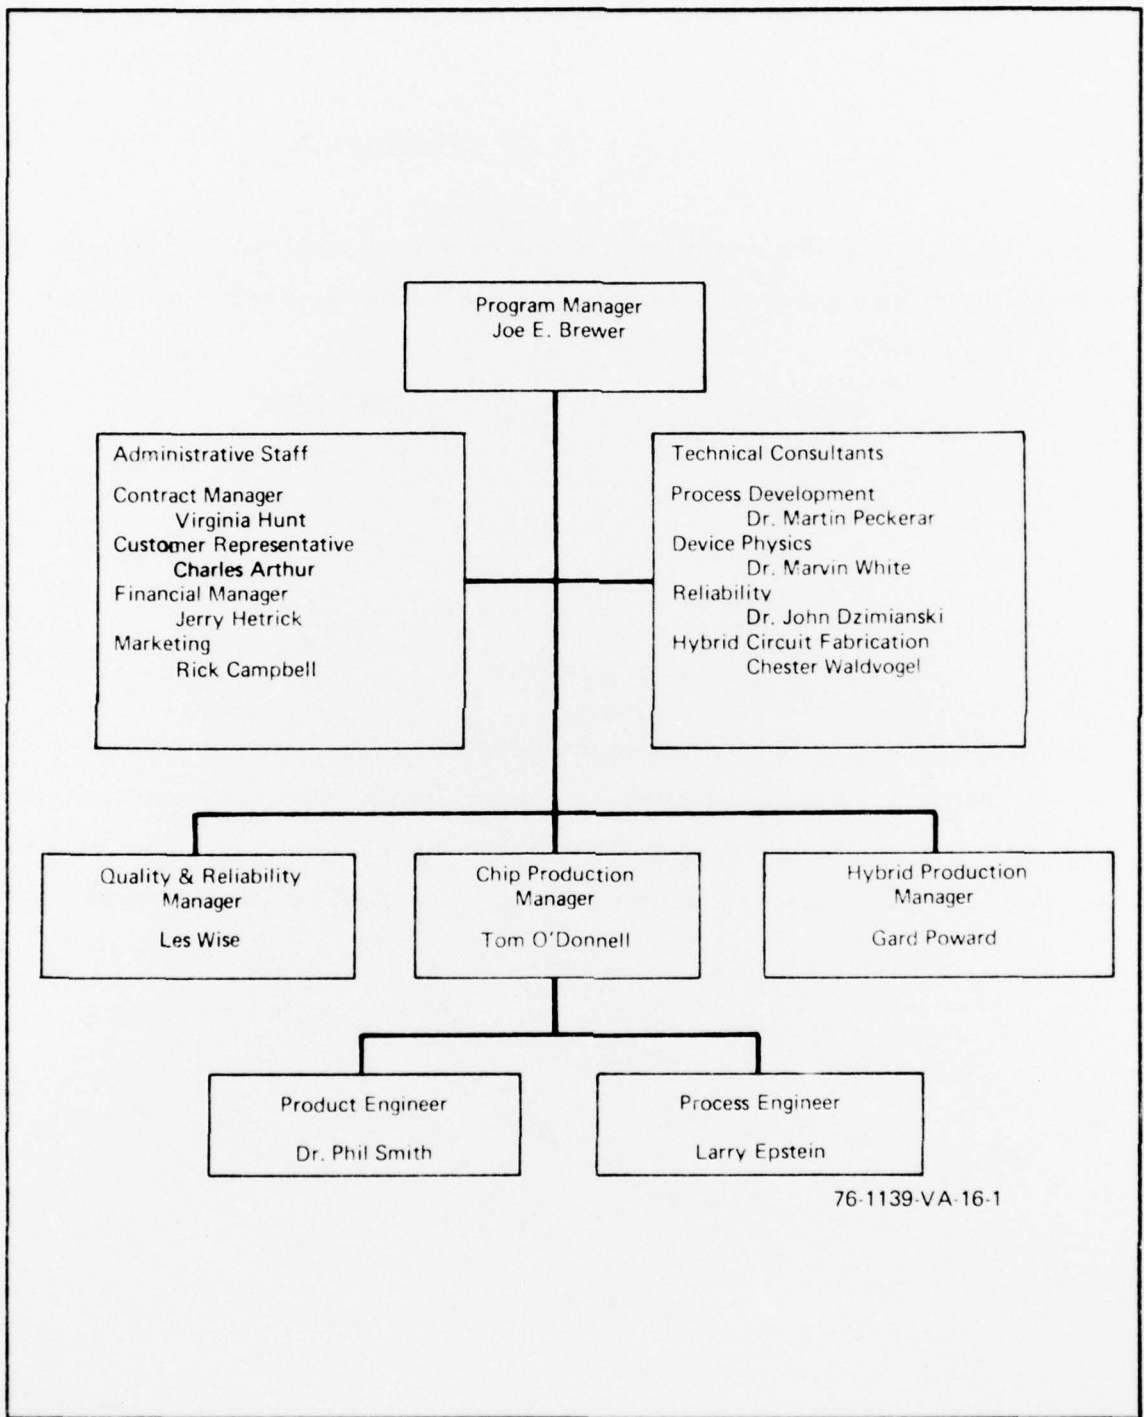 Program Manager
Joe E. Brewer
Administrative Staff
Contract Manager
Virginia Hunt
Customer Representative
Charles Arthur
Financial Manager
Jerry Hetrick
Marketing
Rick Campbell
Technical Consultants
Process Development
Dr. Martin Peckerar
Device Physics
Dr. Marvin White
Reliability
Dr. John Dzimianski
Hybrid Circuit Fabrication
Chester Waldvogel
Quality & Reliability
Manager
Les Wise
Chip Production
Manager
Tom O'Donnell
Hybrid Production
Manager
Gard Poward
Product Engineer
Dr. Phil Smith
Process Engineer
Larry Epstein
76-1139-VA-16-1